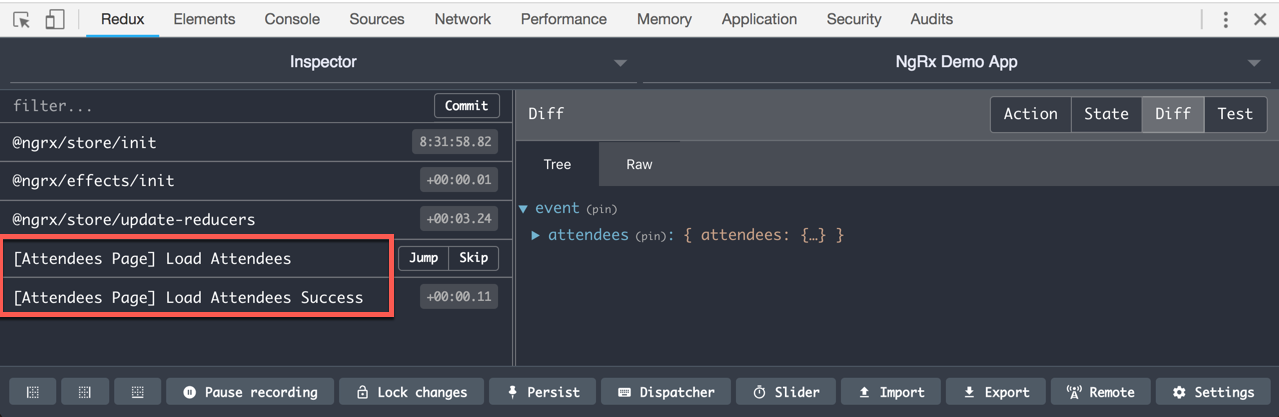 Redux Elements Console Sources Network Performance Memory Application Security Audits
Inspector NgRx Demo App
filter... Commit
@ngrx/store/init 8:31:58.82
@ngrx/effects/init +00:00.01
@ngrx/store/update-reducers +00:03.24
[Attendees Page] Load Attendees Jump Skip
[Attendees Page] Load Attendees Success +00:00.11
Diff Action State Diff Test
Tree Raw
event (pin)
attendees (pin): { attendees: {…} }
Pause recording Lock changes Persist Dispatcher Slider Import Export Remote Settings